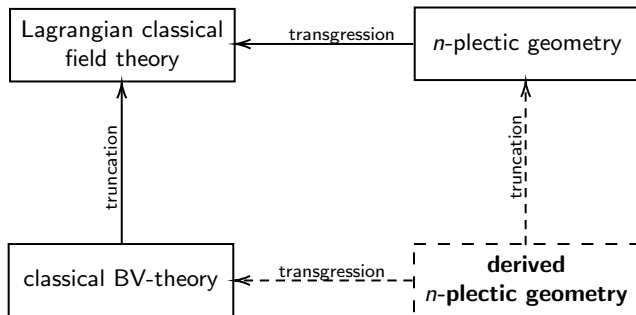 Lagrangian classical
field theory
transgression
n-plectic geometry
truncation
truncation
classical BV-theory
transgression
derived
n-plectic geometry